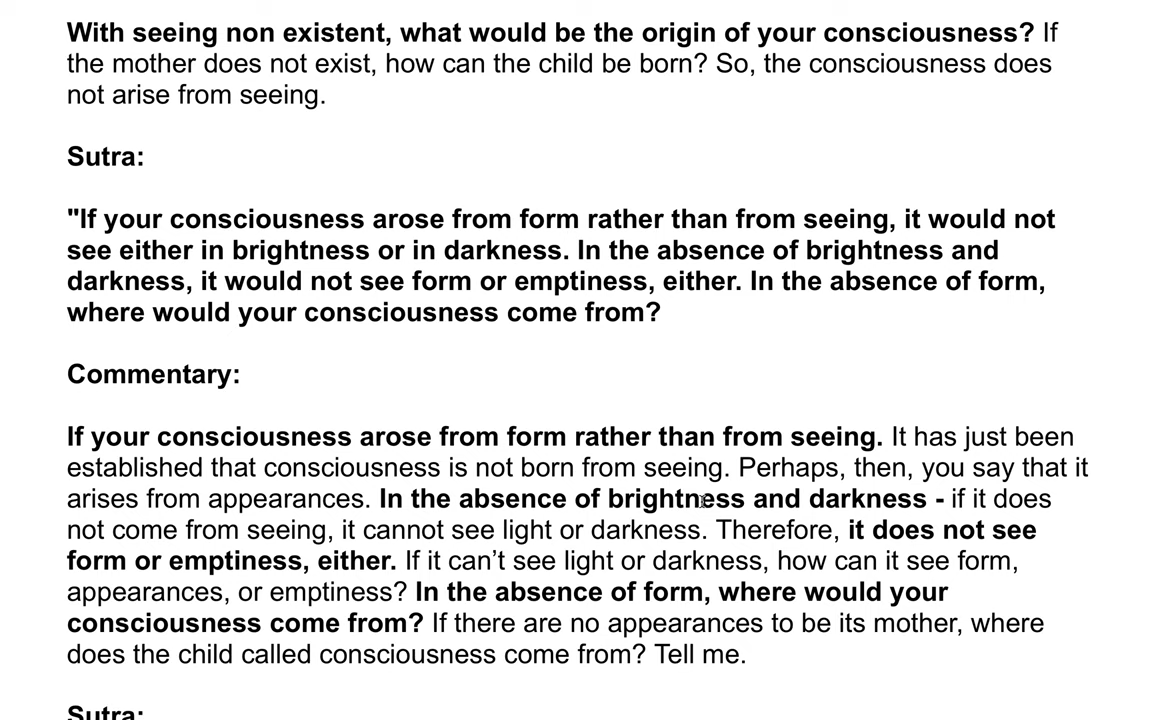 With seeing non existent, what would be the origin of your consciousness? If
the mother does not exist, how can the child be born? So, the consciousness does
not arise from seeing.
Sutra:
"If your consciousness arose from form rather than from seeing, it would not
see either in brightness or in darkness. In the absence of brightness and
darkness, it would not see form or emptiness, either. In the absence of form,
where would your consciousness come from?
Commentary:
If your consciousness arose from form rather than from seeing. It has just been
established that consciousness is not born from seeing. Perhaps, then, you say that it
arises from appearances. In the absence of brightness and darkness - if it does
not come from seeing, it cannot see light or darkness. Therefore, it does not see
form or emptiness, either. If it can’t see light or darkness, how can it see form,
appearances, or emptiness? In the absence of form, where would your
consciousness come from? If there are no appearances to be its mother, where
does the child called consciousness come from? Tell me.
Sutra: